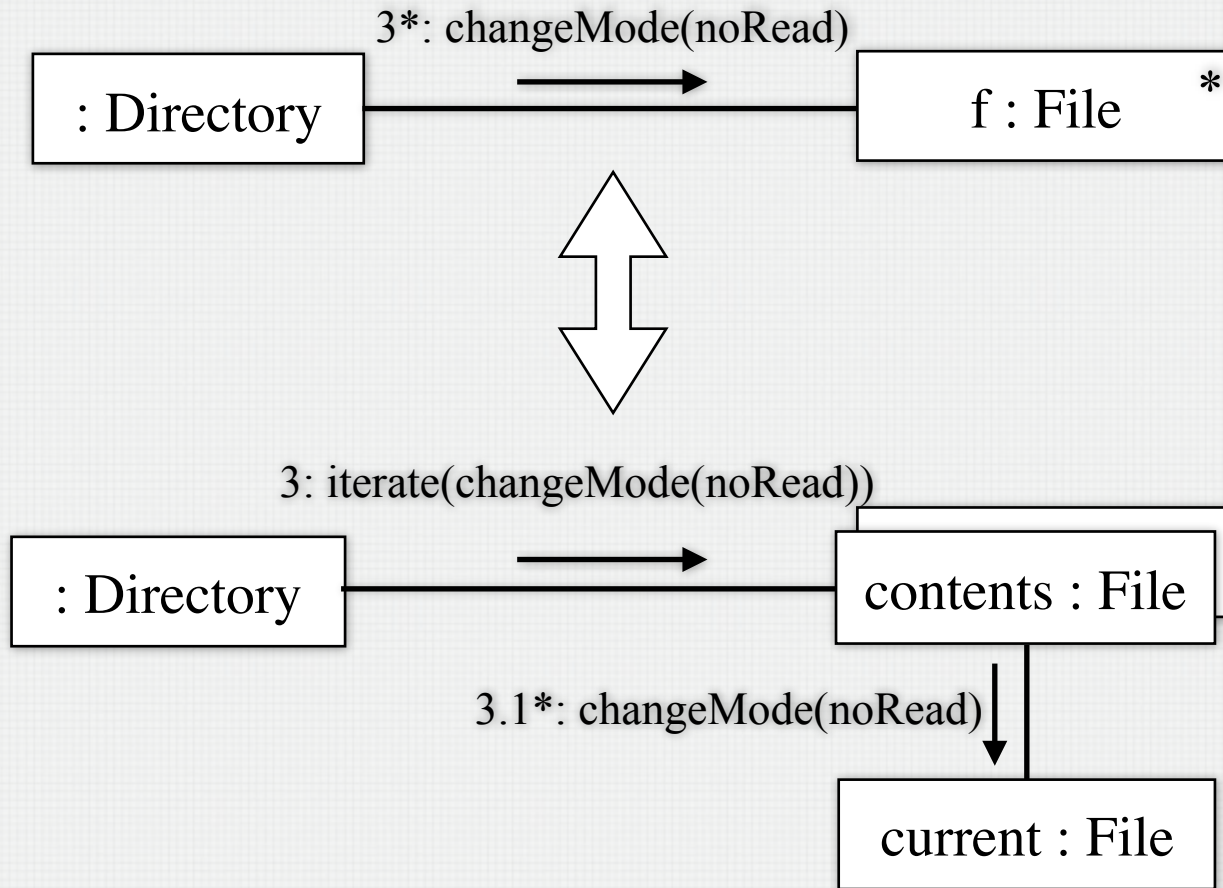 3*: changeMode(noRead)
: Directory
f : File
*
3: iterate(changeMode(noRead))
: Directory
contents : File
3.1*: changeMode(noRead)
current : File